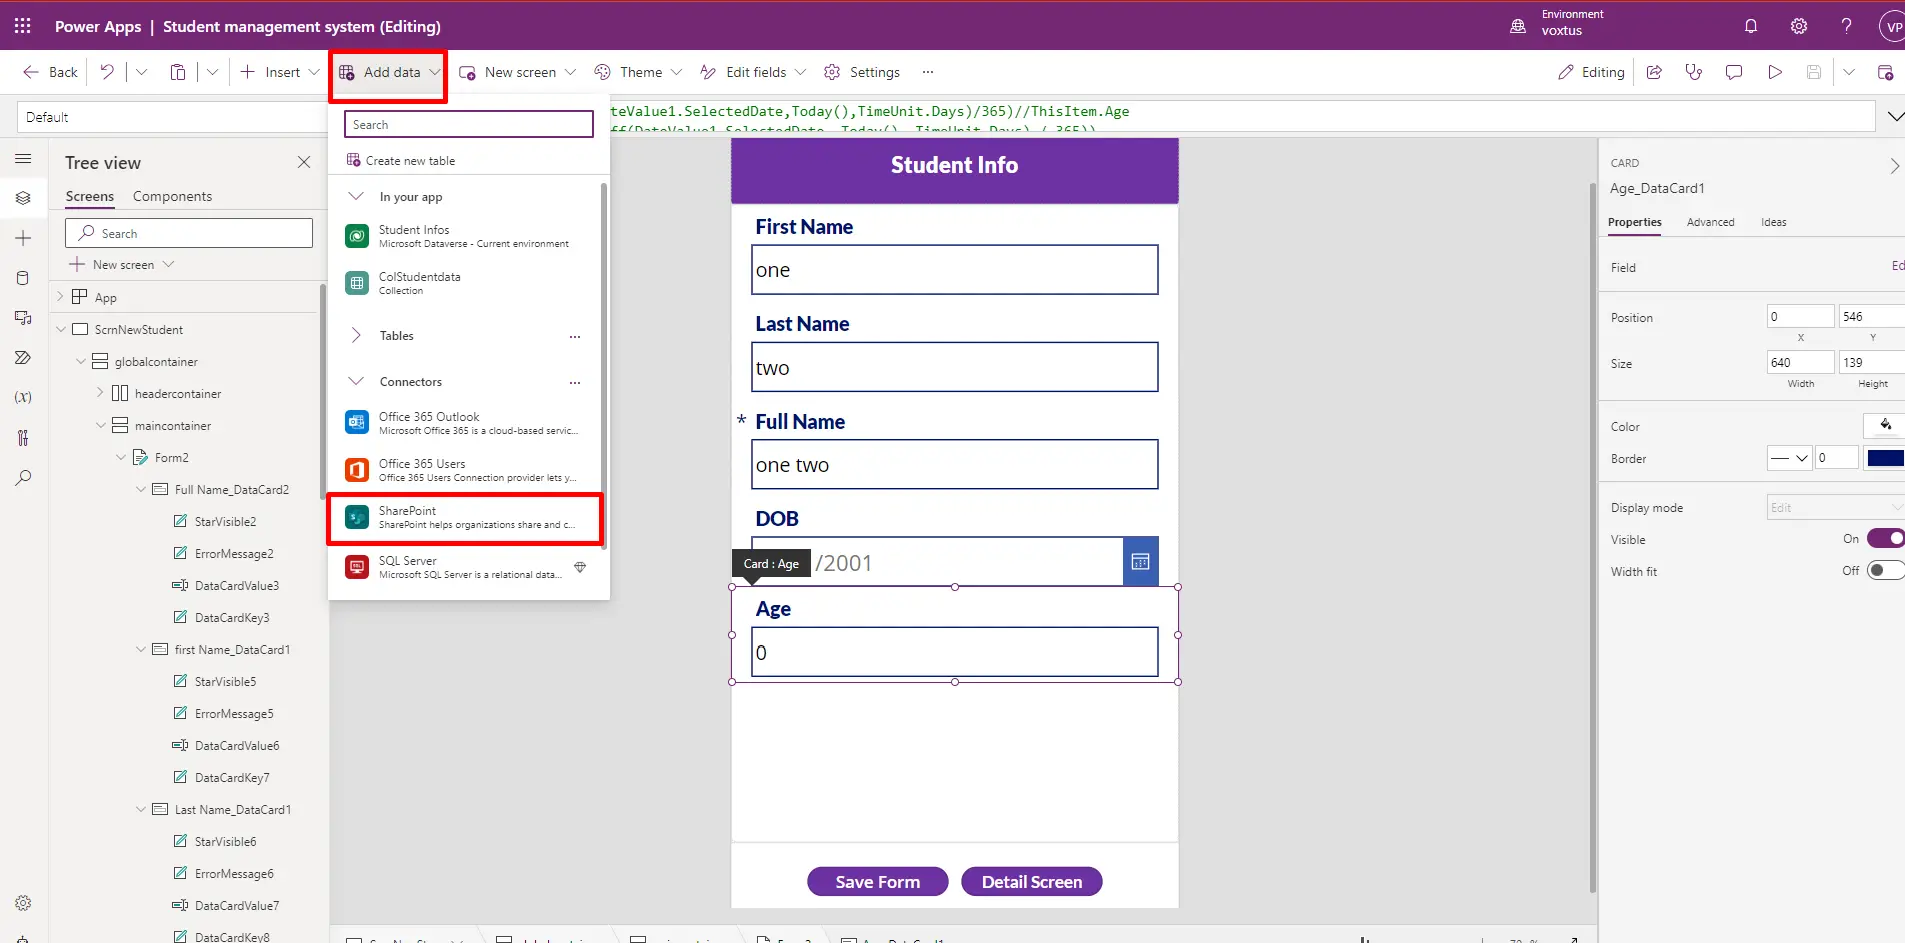 Power Apps | Student management system (Editing)
Environment
voxtus
VP
Back
Insert
Add data
New screen
Theme
Edit fields
Settings
...
Editing
Default
ateValue1.SelectedDate,Today(),TimeUnit.Days)/365)//ThisItem.Age
ff(DateValue1.SelectedDate, Today(), TimeUnit.Days) / 365))
Tree view
Screens
Components
Search
New screen
App
ScrnNewStudent
globalcontainer
headercontainer
maincontainer
Form2
Full Name_DataCard2
StarVisible2
ErrorMessage2
DataCardValue3
DataCardKey3
first Name_DataCard1
StarVisible5
ErrorMessage5
DataCardValue6
DataCardKey7
Last Name_DataCard1
StarVisible6
ErrorMessage6
DataCardValue7
DataCardKey8
Search
Create new table
In your app
Student Infos
Microsoft Dataverse - Current environment
ColStudentdata
Collection
Tables
...
Connectors
...
Office 365 Outlook
Microsoft Office 365 is a cloud-based servic...
Office 365 Users
Office 365 Users Connection provider lets y...
SharePoint
SharePoint helps organizations share and c...
SQL Server
Microsoft SQL Server is a relational data...
Student Info
First Name
one
Last Name
two
* Full Name
one two
DOB
/2001
Card : Age
Age
0
Save Form
Detail Screen
CARD
Age_DataCard1
Properties
Advanced
Ideas
Field
Ed
Position
0
546
X
Y
Size
640
139
Width
Height
Color
Border
0
Display mode
Edit
Visible
On
Width fit
Off